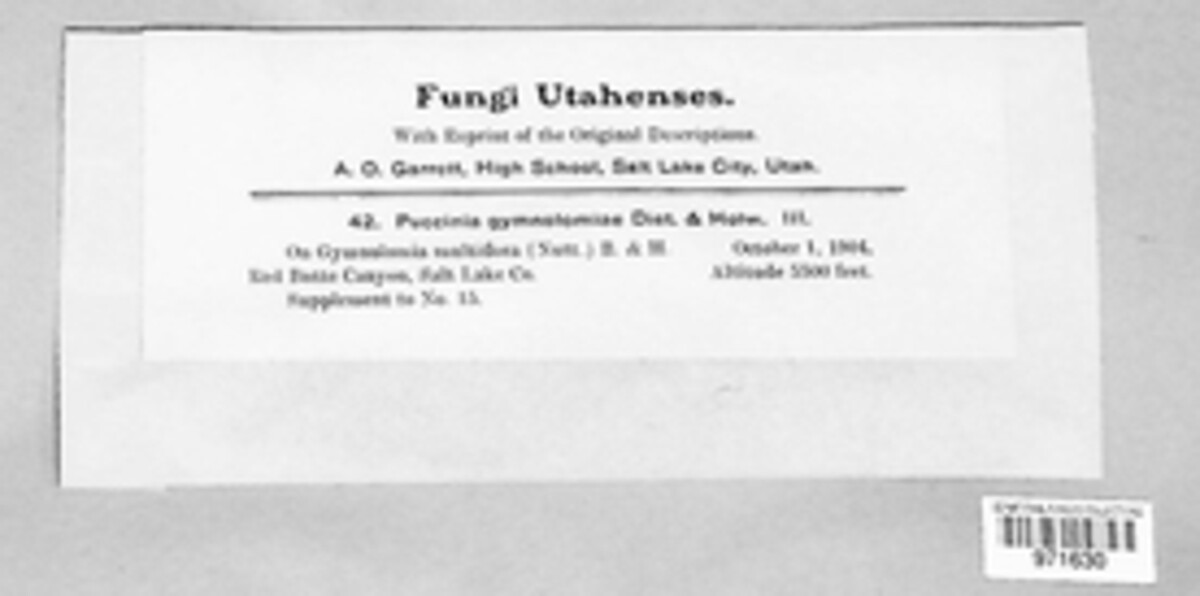 Fungi Utahenses.
With Reprint of the Original Descriptions.
A. O. Garrett, High School, Salt Lake City, Utah.
42. Puccinia gymnolomiae Diet. & Holw. III.
On Gymnolomia multiflora (Nutt.) B. & H. October 1, 1904.
Red Butte Canyon, Salt Lake Co. Altitude 5500 feet.
Supplement to No. 15.
971630